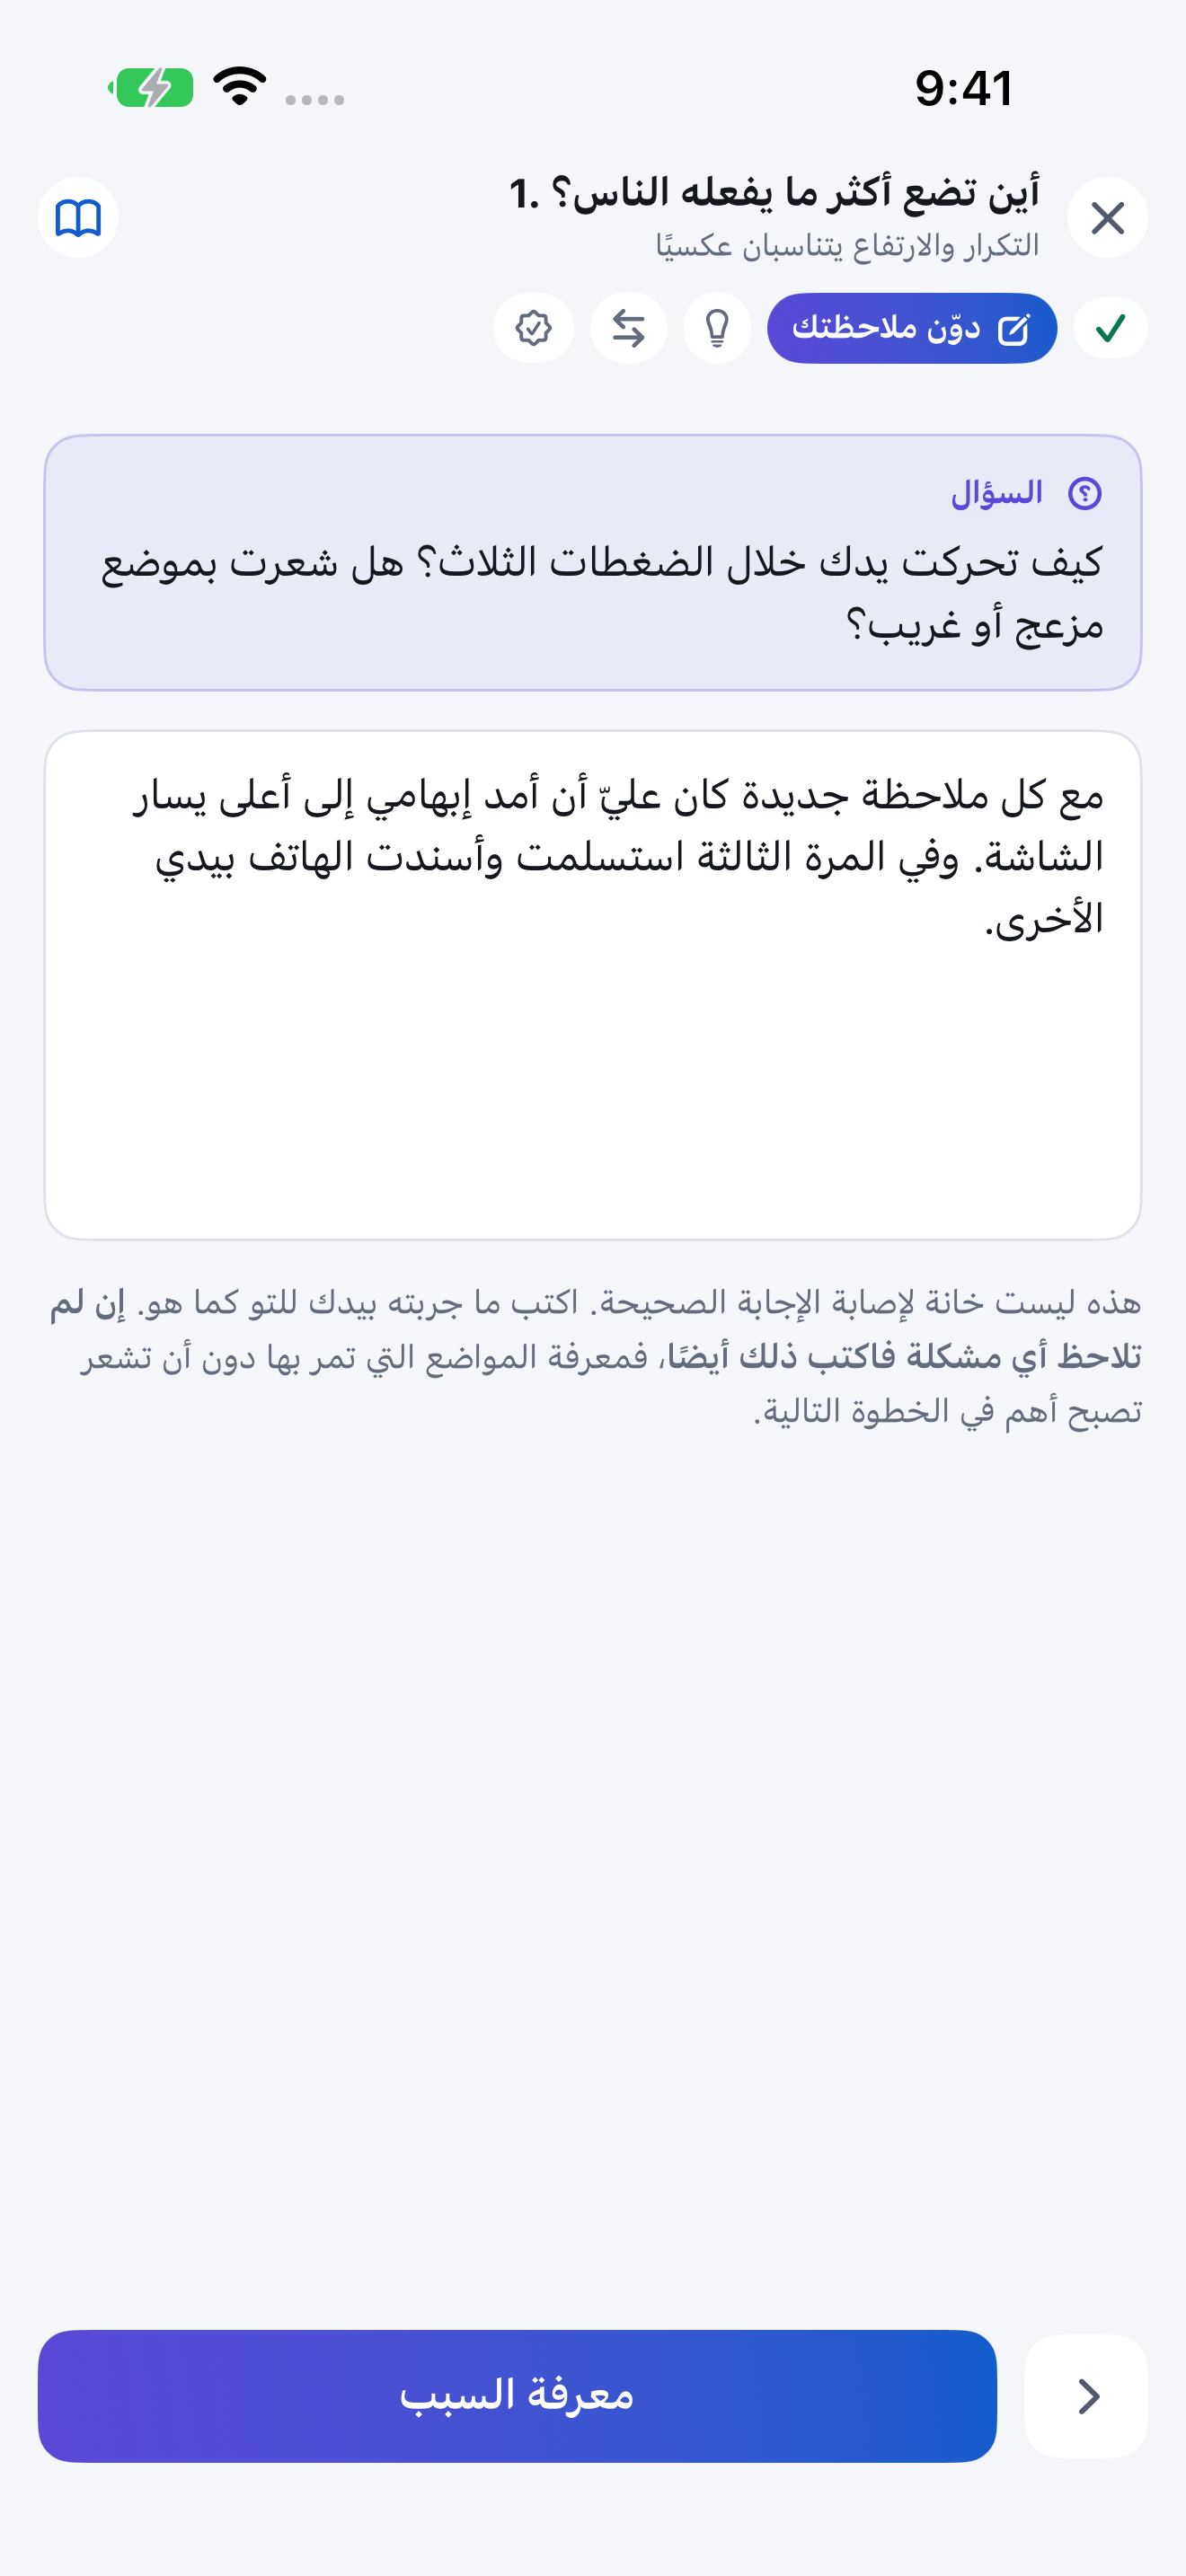 9:41
أين تضع أكثر ما يفعله الناس؟ .1
التكرار والارتفاع يتناسبان عكسيًا
دوّن ملاحظتك
السؤال
كيف تحركت يدك خلال الضغطات الثلاث؟ هل شعرت بموضع
مزعج أو غريب؟
مع كل ملاحظة جديدة كان عليّ أن أمد إبهامي إلى أعلى يسار
الشاشة. وفي المرة الثالثة استسلمت وأسندت الهاتف بيدي
الأخرى.
هذه ليست خانة لإصابة الإجابة الصحيحة. اكتب ما جربته بيدك للتو كما هو. إن لم
تلاحظ أي مشكلة فاكتب ذلك أيضًا، فمعرفة المواضع التي تمر بها دون أن تشعر
تصبح أهم في الخطوة التالية.
معرفة السبب